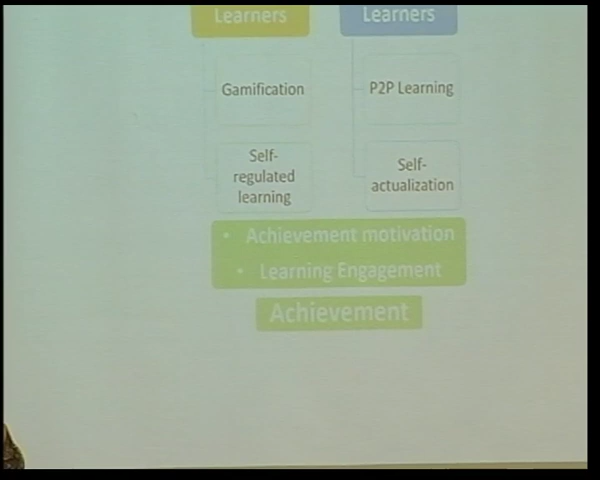 Learners
Gamification
Self-
regulated
learning
Learners
P2P Learning
Self-
actualization
• Achievement motivation
• Learning Engagement
Achievement